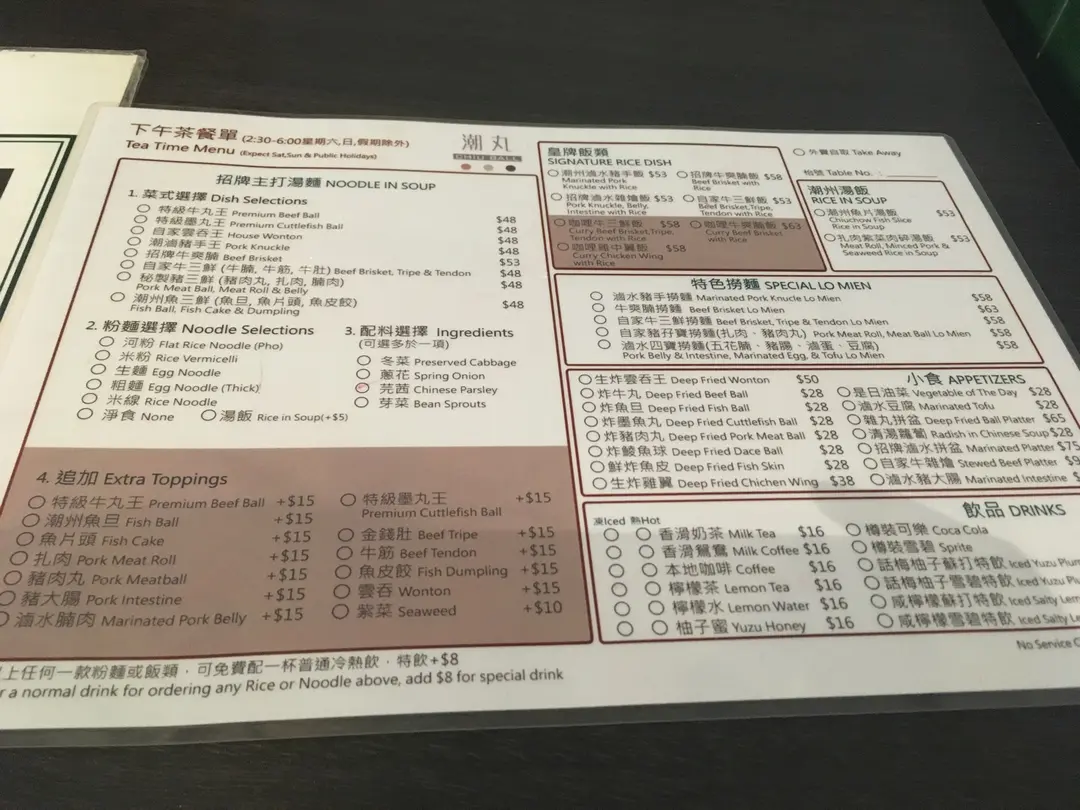 下午茶餐單 (2:30-6:00星期六,日,假期除外)
Tea Time Menu (Expect Sat,Sun & Public Holidays)
潮丸
CHIU BALL
招牌主打湯麵 NOODLE IN SOUP
1. 菜式選擇 Dish Selections
特級牛丸王 Premium Beef Ball $48
特級墨丸王 Premium Cuttlefish Ball $48
自家雲吞王 House Wonton $48
潮滷豬手王 Pork Knuckle $48
招牌牛爽腩 Beef Brisket $53
自家牛三鮮 (牛腩, 牛筋, 牛肚) Beef Brisket, Tripe & Tendon $48
秘製豬三鮮 (豬肉丸, 扎肉, 腩肉) $48
Pork Meat Ball, Meat Roll & Belly
潮州魚三鮮 (魚旦, 魚片頭, 魚皮餃) $48
Fish Ball, Fish Cake & Dumpling
2. 粉麵選擇 Noodle Selections
河粉 Flat Rice Noodle (Pho)
米粉 Rice Vermicelli
生麵 Egg Noodle
粗麵 Egg Noodle (Thick)
米線 Rice Noodle
淨食 None 湯飯 Rice in Soup(+$5)
3. 配料選擇 Ingredients
(可選多於一項)
冬菜 Preserved Cabbage
蔥花 Spring Onion
芫茜 Chinese Parsley
芽菜 Bean Sprouts
4. 追加 Extra Toppings
特級牛丸王 Premium Beef Ball +$15
潮州魚旦 Fish Ball +$15
魚片頭 Fish Cake +$15
扎肉 Pork Meat Roll +$15
豬肉丸 Pork Meatball +$15
豬大腸 Pork Intestine +$15
滷水腩肉 Marinated Pork Belly +$15
特級墨丸王 +$15
Premium Cuttlefish Ball
金錢肚 Beef Tripe +$15
牛筋 Beef Tendon +$15
魚皮餃 Fish Dumpling +$15
雲吞 Wonton +$15
紫菜 Seaweed +$10
上任何一款粉麵或飯類，可免費配一杯普通冷熱飲，特飲+$8
r a normal drink for ordering any Rice or Noodle above, add $8 for special drink
皇牌飯類
SIGNATURE RICE DISH
潮州滷水豬手飯 $53
Marinated Pork
Knuckle with Rice
招牌牛爽腩飯 $58
Beef Brisket with
Rice
招牌滷水雜燴飯 $53
Pork Knuckle, Belly,
Intestine with Rice
自家牛三鮮飯 $53
Beef Brisket,Tripe,
Tendon with Rice
咖喱牛三鮮飯 $58
Curry Beef Brisket,Tripe,
Tendon with Rice
咖喱牛爽腩飯 $63
Curry Beef Brisket
with Rice
咖喱雞中翼飯 $58
Curry Chicken Wing
with Rice
外賣自取 Take Away
枱號 Table No. :
潮州湯飯
RICE IN SOUP
潮州魚片湯飯 $53
Chiuchow Fish Slice
Rice in Soup
扎肉紫菜肉碎湯飯 $53
Meat Roll, Minced Pork &
Seaweed Rice in Soup
特色撈麵 SPECIAL LO MIEN
滷水豬手撈麵 Marinated Pork Knucle Lo Mien $58
牛爽腩撈麵 Beef Brisket Lo Mien $63
自家牛三鮮撈麵 Beef Brisket, Tripe & Tendon Lo Mien $58
自家豬孖寶撈麵(扎肉、豬肉丸) Pork Meat Roll, Meat Ball Lo Mien $58
滷水四寶撈麵(五花腩、豬腸、滷蛋、豆腐) $58
Pork Belly & Intestine, Marinated Egg, & Tofu Lo Mien
小食 APPETIZERS
生炸雲吞王 Deep Fried Wonton $50
炸牛丸 Deep Fried Beef Ball $28
炸魚旦 Deep Fried Fish Ball $28
炸墨魚丸 Deep Fried Cuttlefish Ball $28
炸豬肉丸 Deep Fried Pork Meat Ball $28
炸鯪魚球 Deep Fried Dace Ball $28
鮮炸魚皮 Deep Fried Fish Skin $28
生炸雞翼 Deep Fried Chichen Wing $38
是日油菜 Vegetable of The Day $28
滷水豆腐 Marinated Tofu $28
雜丸拼盆 Deep Fried Ball Platter $65
清湯蘿蔔 Radish in Chinese Soup $28
招牌滷水拼盆 Marinated Platter $75
自家牛雜燴 Stewed Beef Platter $9
滷水豬大腸 Marinated Intestine $
飲品 DRINKS
凍Iced 熱Hot
香滑奶茶 Milk Tea $16
香滑鴛鴦 Milk Coffee $16
本地咖啡 Coffee $16
檸檬茶 Lemon Tea $16
檸檬水 Lemon Water $16
柚子蜜 Yuzu Honey $16
樽裝可樂 Coca Cola
樽裝雪碧 Sprite
話梅柚子蘇打特飲 Iced Yuzu Plum
話梅柚子雪碧特飲 Iced Yuzu Plu
咸檸檬蘇打特飲 Iced Salty Lem
咸檸檬雪碧特飲 Iced Salty Le
No Service C